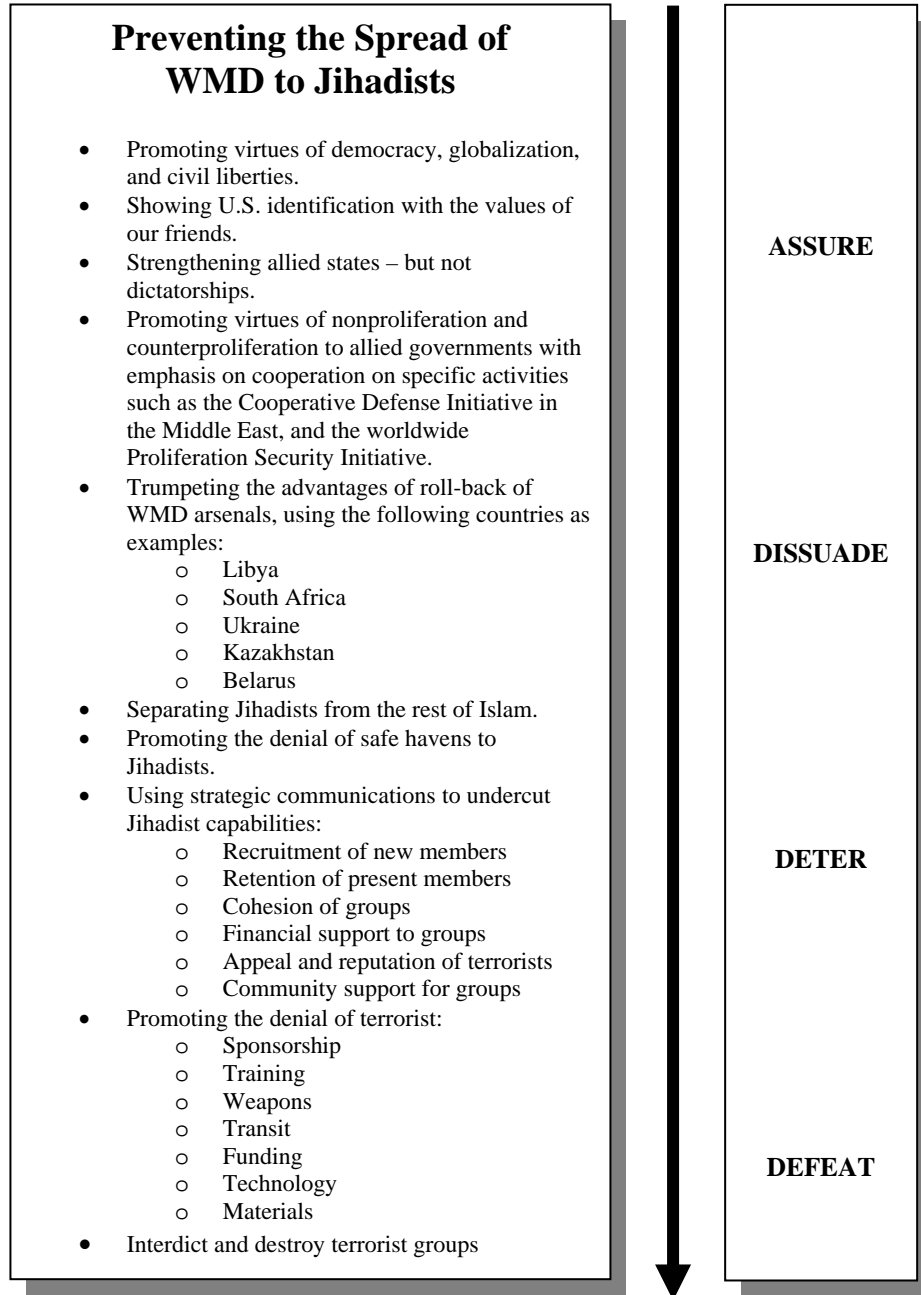 Preventing the Spread of
WMD to Jihadists
• Promoting virtues of democracy, globalization,
and civil liberties.
• Showing U.S. identification with the values of
our friends.
• Strengthening allied states – but not
dictatorships.
• Promoting virtues of nonproliferation and
counterproliferation to allied governments with
emphasis on cooperation on specific activities
such as the Cooperative Defense Initiative in
the Middle East, and the worldwide
Proliferation Security Initiative.
• Trumpeting the advantages of roll-back of
WMD arsenals, using the following countries as
examples:
o Libya
o South Africa
o Ukraine
o Kazakhstan
o Belarus
• Separating Jihadists from the rest of Islam.
• Promoting the denial of safe havens to
Jihadists.
• Using strategic communications to undercut
Jihadist capabilities:
o Recruitment of new members
o Retention of present members
o Cohesion of groups
o Financial support to groups
o Appeal and reputation of terrorists
o Community support for groups
• Promoting the denial of terrorist:
o Sponsorship
o Training
o Weapons
o Transit
o Funding
o Technology
o Materials
• Interdict and destroy terrorist groups
ASSURE
DISSUADE
DETER
DEFEAT